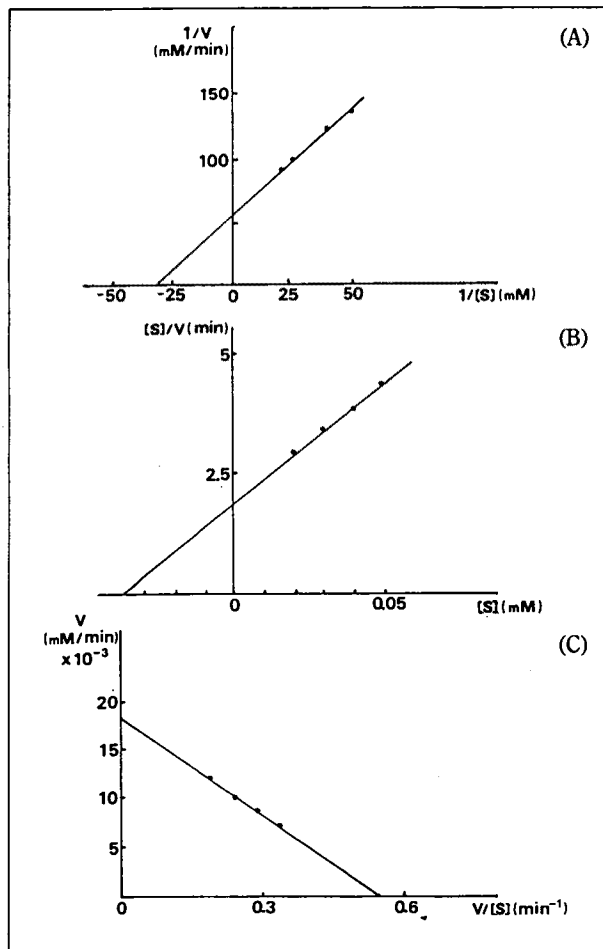 (A)
1/V
(mM/min)
150
100
-50 -25 0 25 50 1/[S] (mM)
(B)
[S]/V (min)
5
2.5
0 0.05 [S] (mM)
(C)
V
(mM/min)
x10⁻³
20
15
10
5
0 0.3 0.6 V/[S] (min⁻¹)